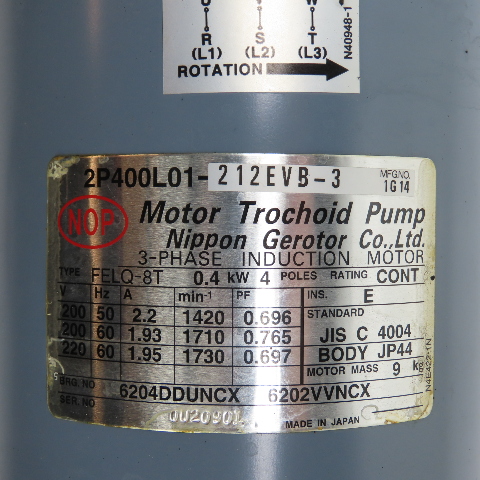 R S T
(L1) (L2) (L3)
ROTATION
N40948-1
2P400L01-212EVB-3
MFG.NO.
1G14
NOP
Motor Trochoid Pump
Nippon Gerotor Co.,Ltd.
3-PHASE INDUCTION MOTOR
TYPE FELQ-8T 0.4 kW 4 POLES RATING CONT
V Hz A min-1 PF INS. E
200 50 2.2 1420 0.696 STANDARD
200 60 1.93 1710 0.765 JIS C 4004
220 60 1.95 1730 0.697 BODY JP44
MOTOR MASS 9 kg
BRG.NO 6204DDUNCX 6202VVNCX
SER.NO 0020901 MADE IN JAPAN
N4E422-1N